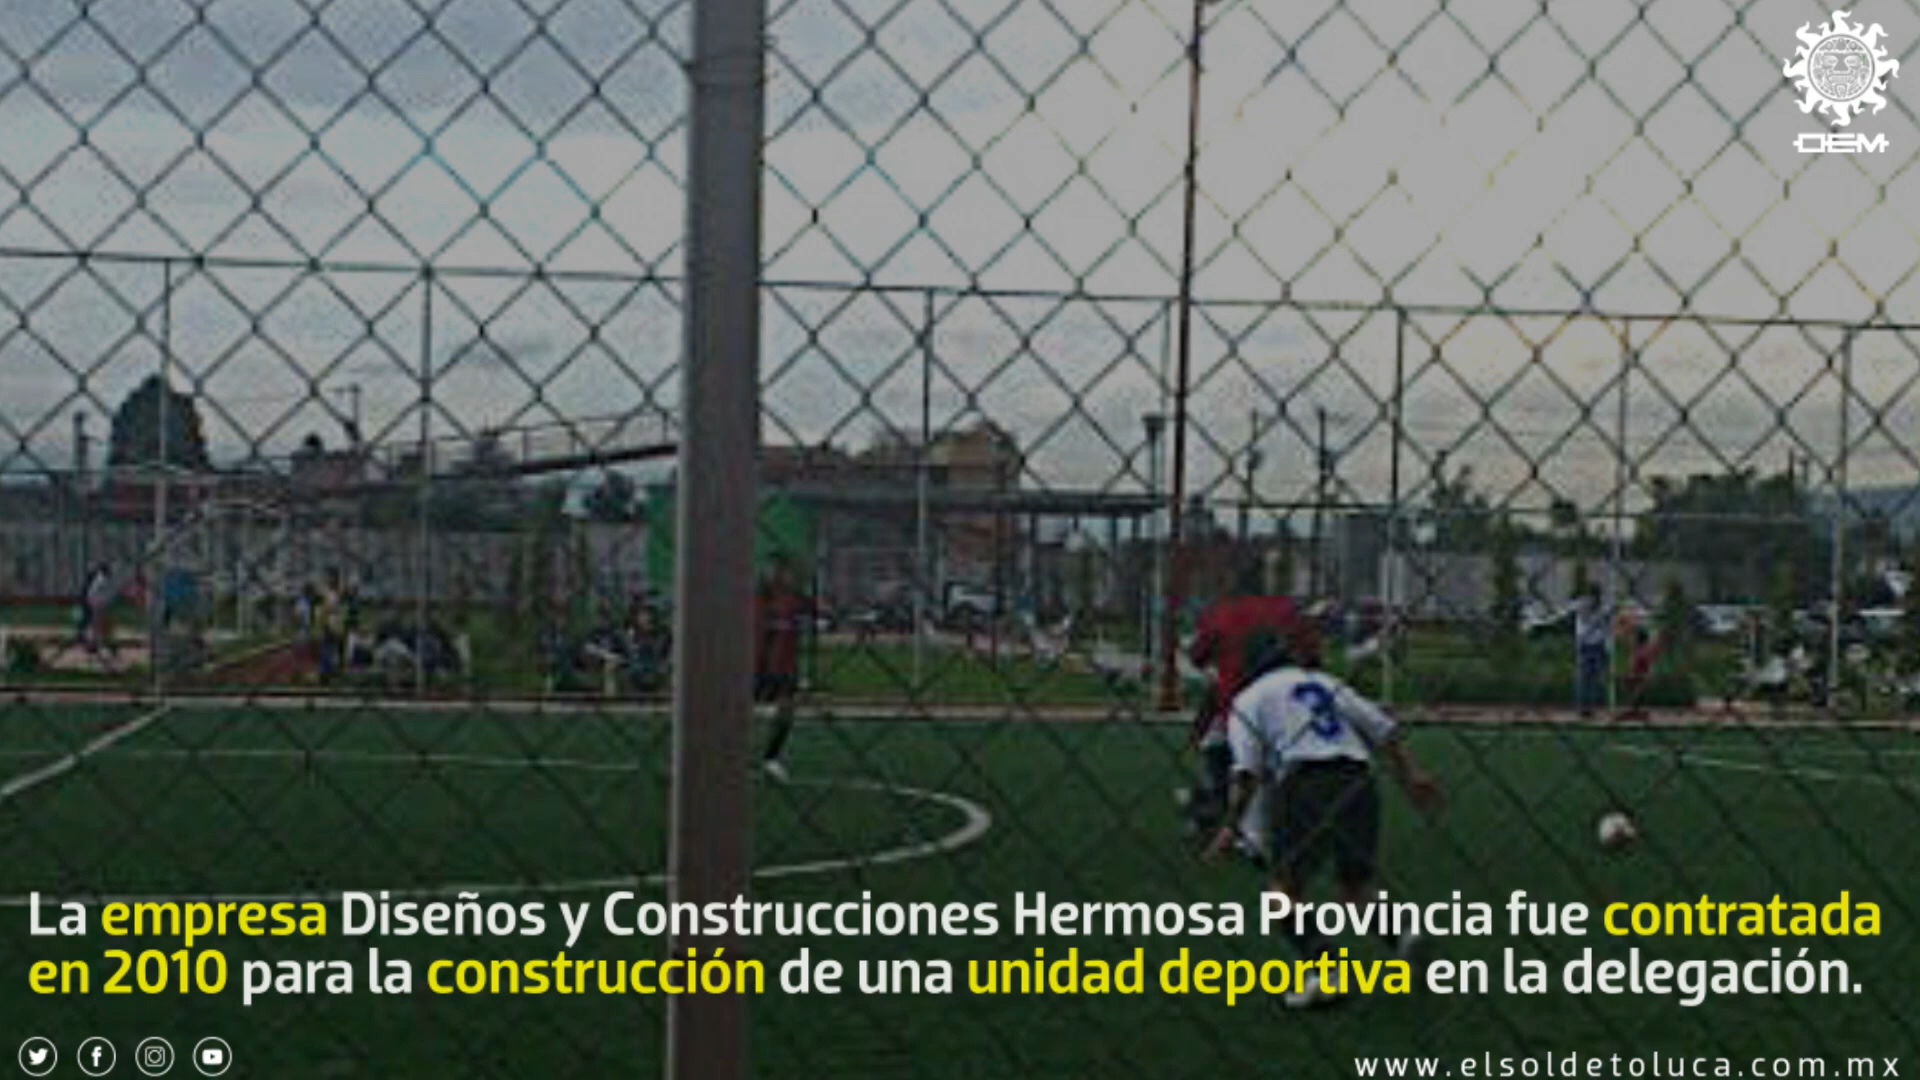 OEM
La empresa Diseños y Construcciones Hermosa Provincia fue contratada
en 2010 para la construcción de una unidad deportiva en la delegación.
3
www.elsoldetoluca.com.mx